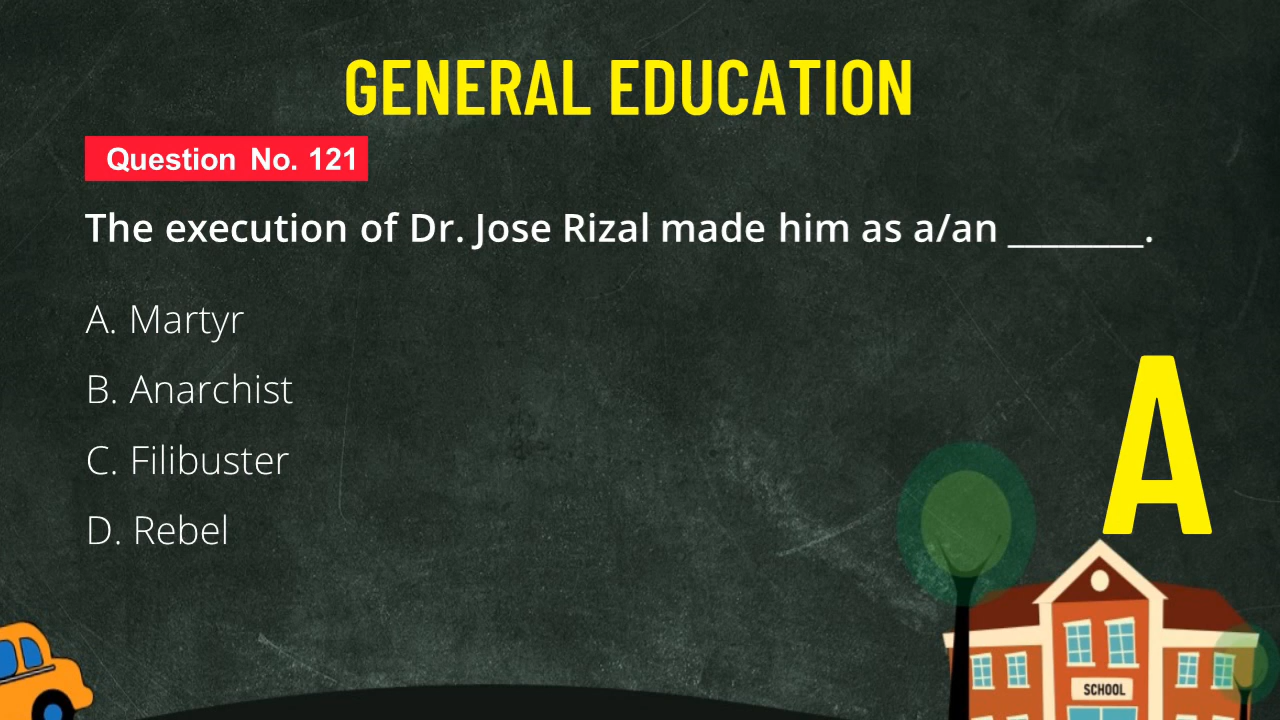 GENERAL EDUCATION
Question No. 121
The execution of Dr. Jose Rizal made him as a/an ________.
A. Martyr
B. Anarchist
C. Filibuster
D. Rebel
A
SCHOOL